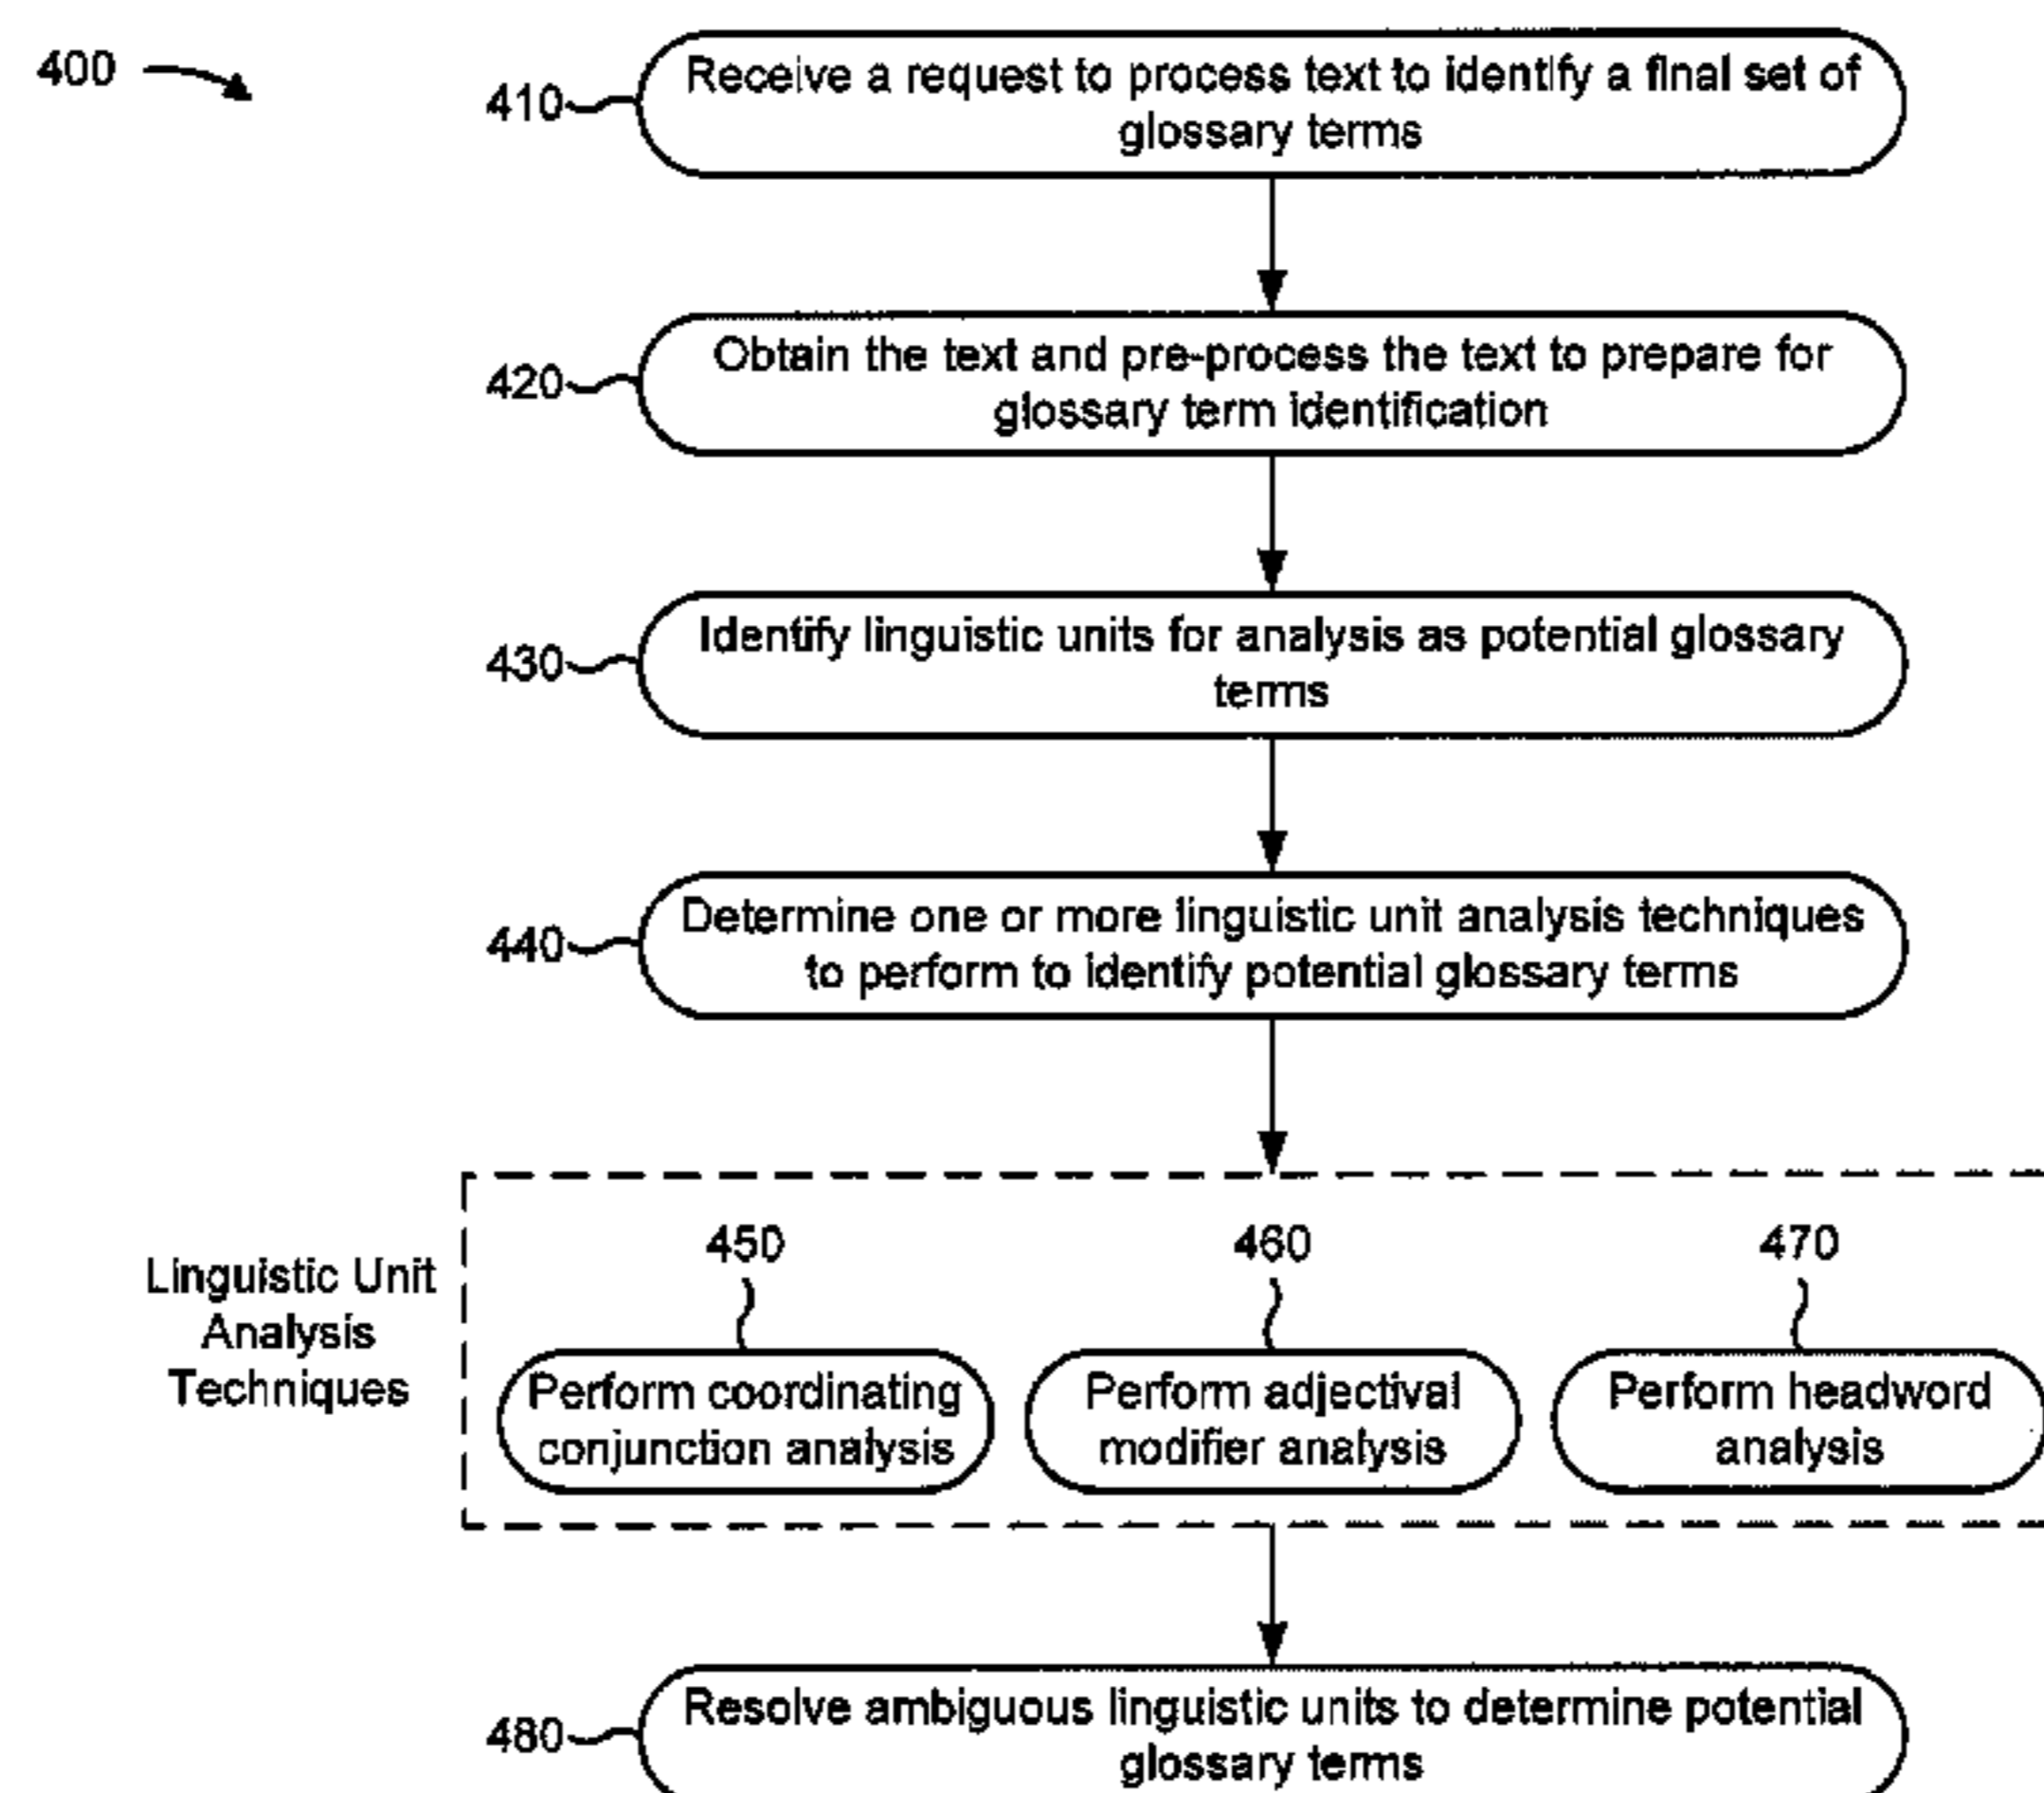 400
410
Receive a request to process text to identify a final set of
glossary terms
420
Obtain the text and pre-process the text to prepare for
glossary term identification
430
Identify linguistic units for analysis as potential glossary
terms
440
Determine one or more linguistic unit analysis techniques
to perform to identify potential glossary terms
Linguistic Unit
Analysis
Techniques
450
Perform coordinating
conjunction analysis
460
Perform adjectival
modifier analysis
470
Perform headword
analysis
480
Resolve ambiguous linguistic units to determine potential
glossary terms